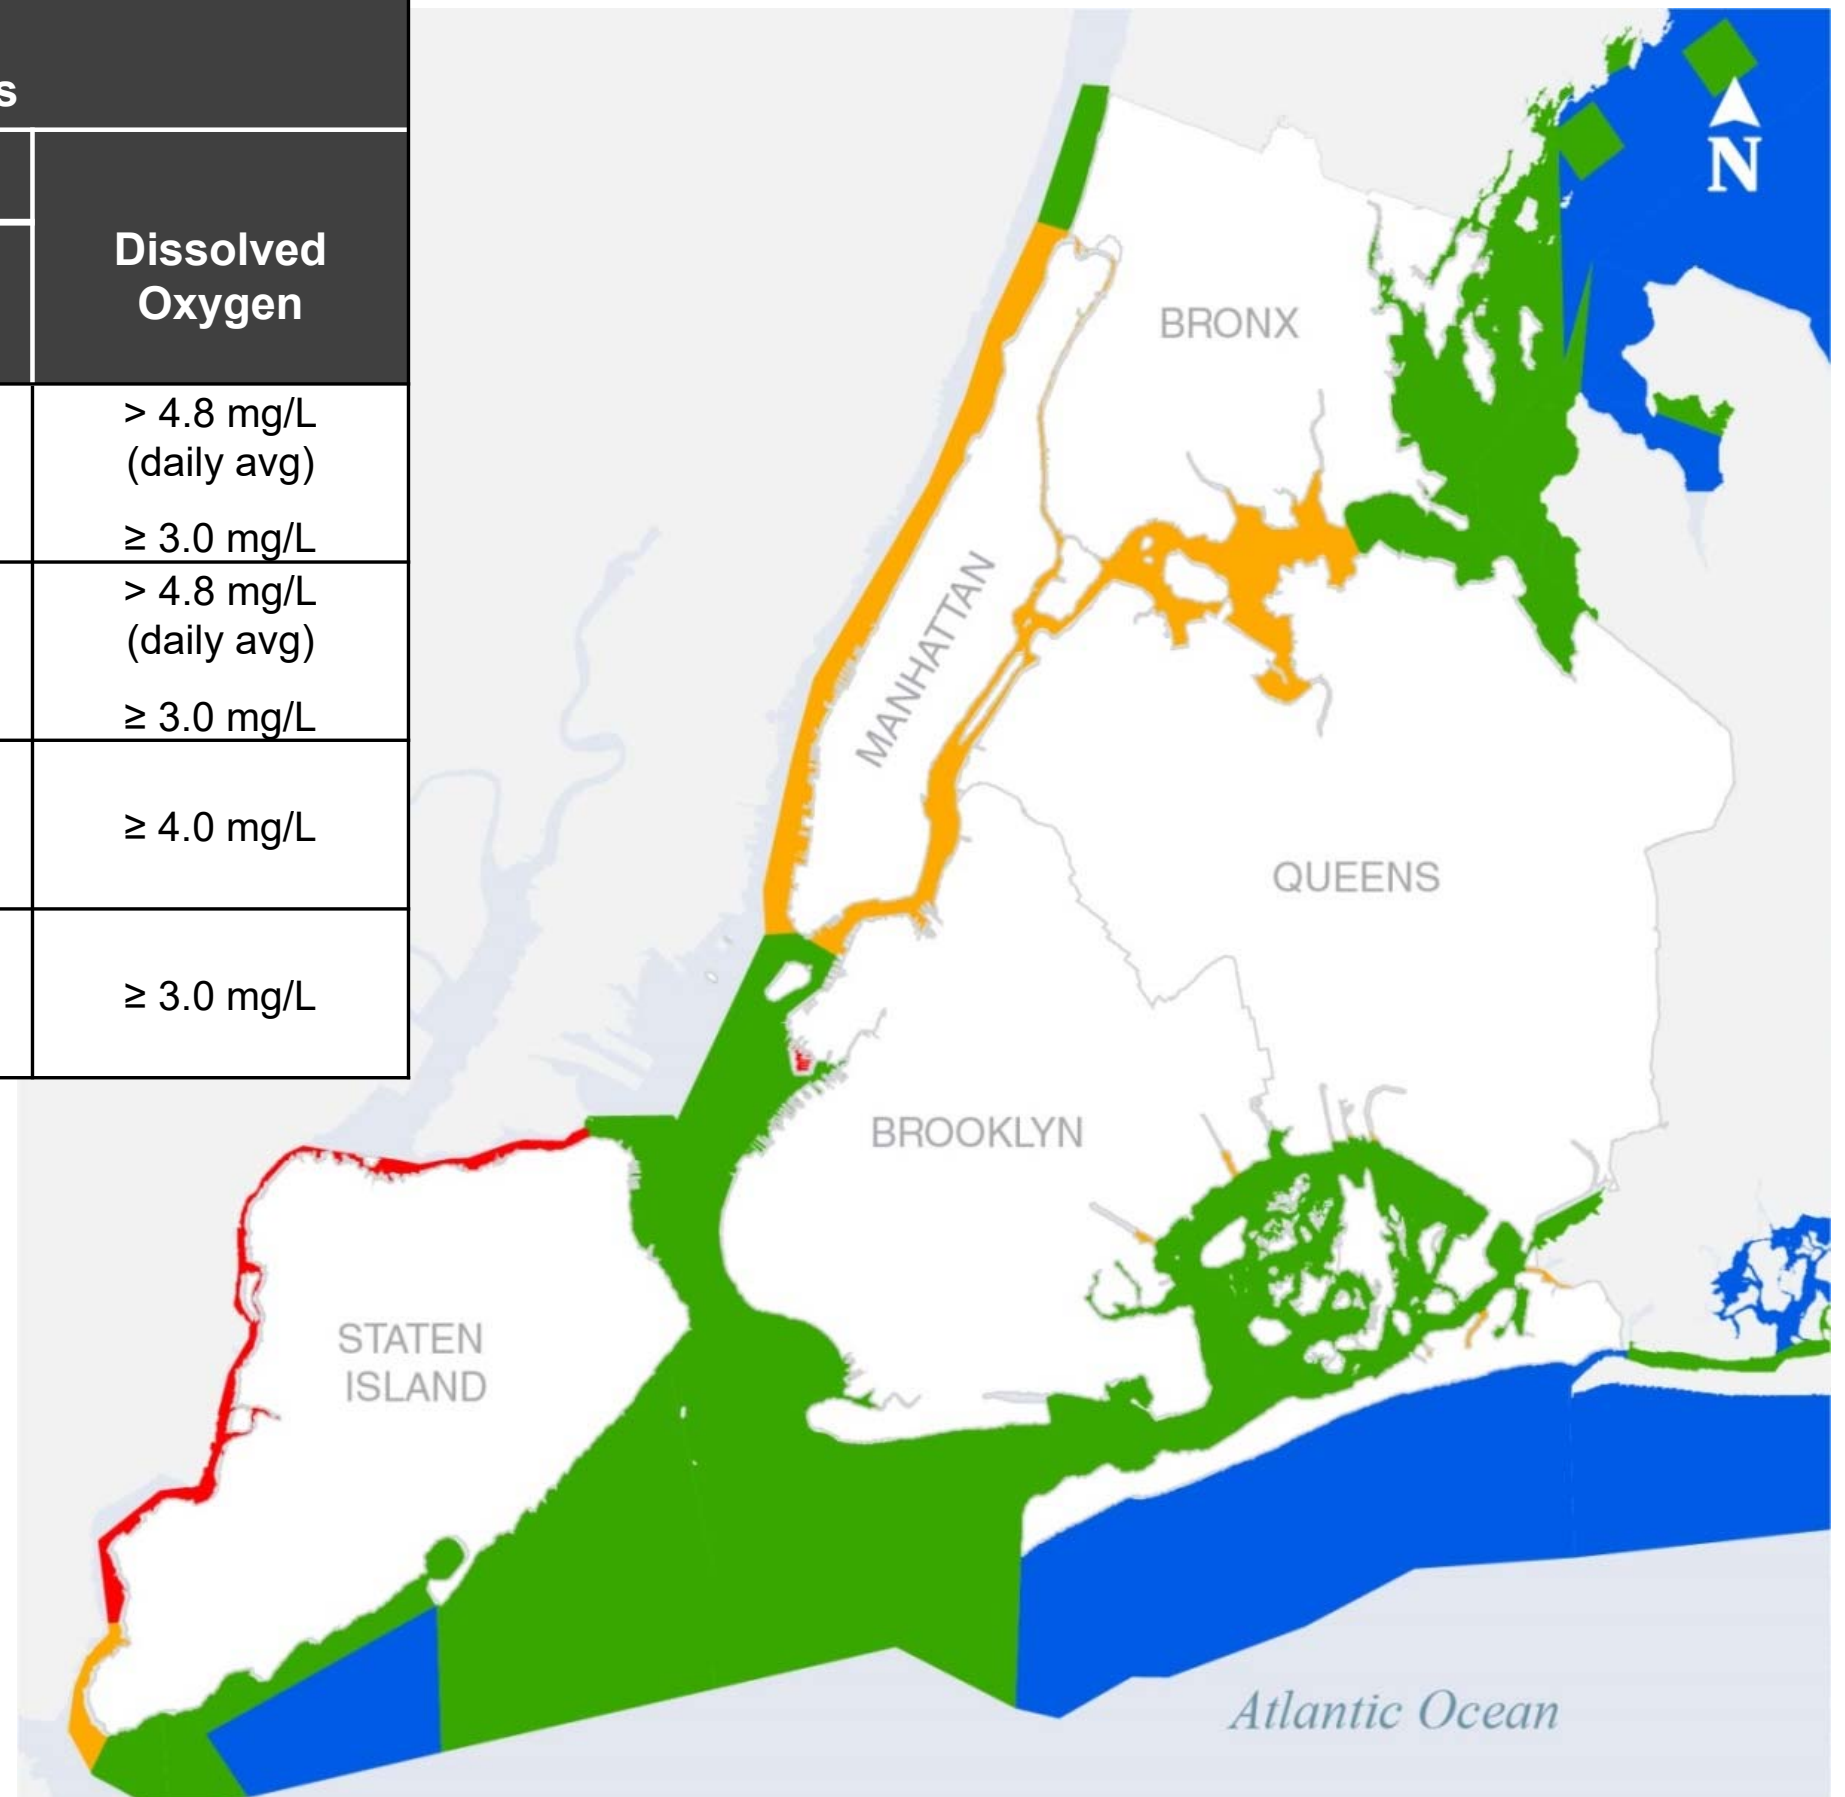 s
Dissolved
Oxygen
> 4.8 mg/L
(daily avg)
≥ 3.0 mg/L
> 4.8 mg/L
(daily avg)
≥ 3.0 mg/L
≥ 4.0 mg/L
≥ 3.0 mg/L
N
BRONX
MANHATTAN
QUEENS
BROOKLYN
STATEN
ISLAND
Atlantic Ocean